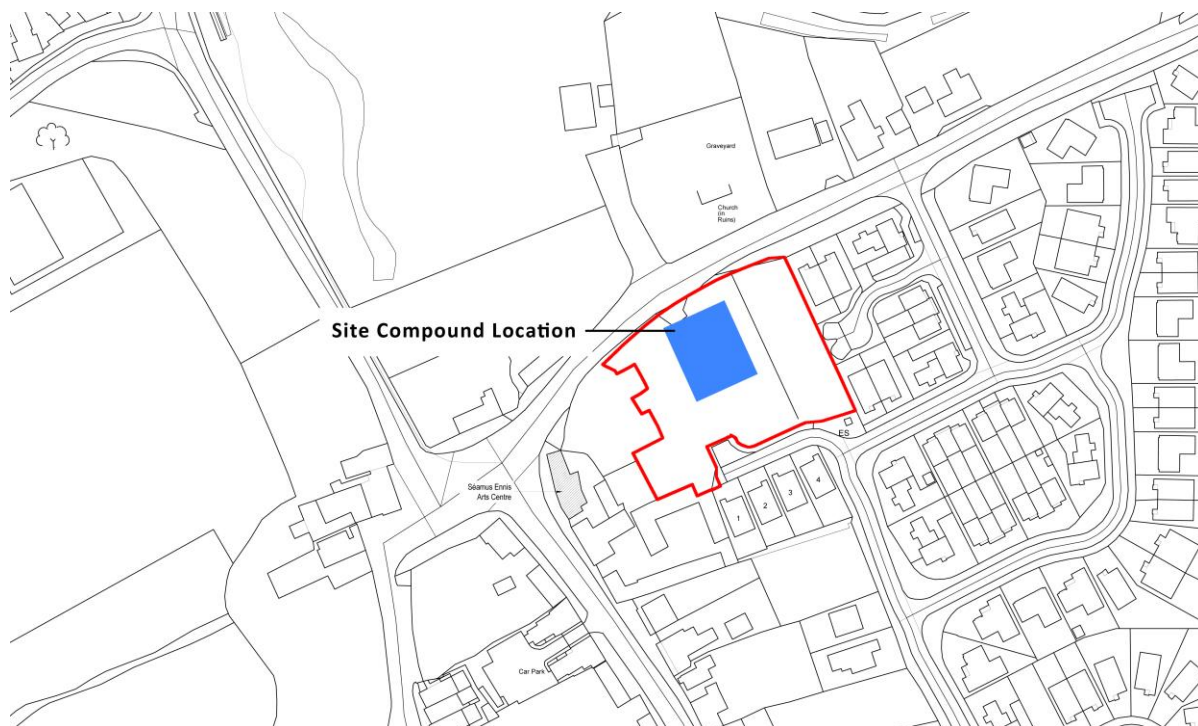 Graveyard
Church
(in
Ruins)
Site Compound Location
ES
Séamus Ennis
Arts Centre
1
2
3
4
Car Park